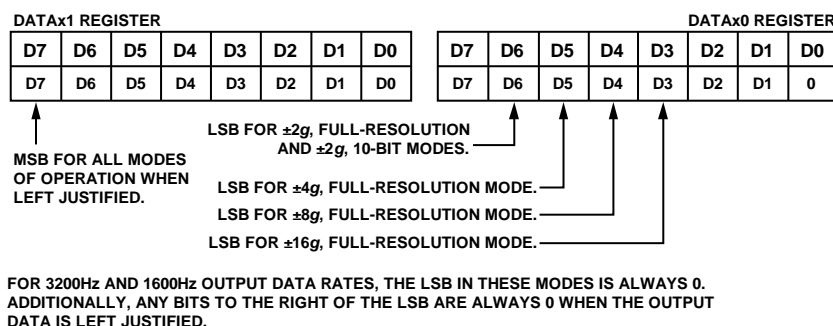 DATAx1 REGISTER DATAx0 REGISTER
D7 D6 D5 D4 D3 D2 D1 D0 D7 D6 D5 D4 D3 D2 D1 D0
D7 D6 D5 D4 D3 D2 D1 D0 D7 D6 D5 D4 D3 D2 D1 0
MSB FOR ALL MODES
OF OPERATION WHEN
LEFT JUSTIFIED.
LSB FOR ±2g, FULL-RESOLUTION
AND ±2g, 10-BIT MODES.
LSB FOR ±4g, FULL-RESOLUTION MODE.
LSB FOR ±8g, FULL-RESOLUTION MODE.
LSB FOR ±16g, FULL-RESOLUTION MODE.
FOR 3200Hz AND 1600Hz OUTPUT DATA RATES, THE LSB IN THESE MODES IS ALWAYS 0.
ADDITIONALLY, ANY BITS TO THE RIGHT OF THE LSB ARE ALWAYS 0 WHEN THE OUTPUT
DATA IS LEFT JUSTIFIED.